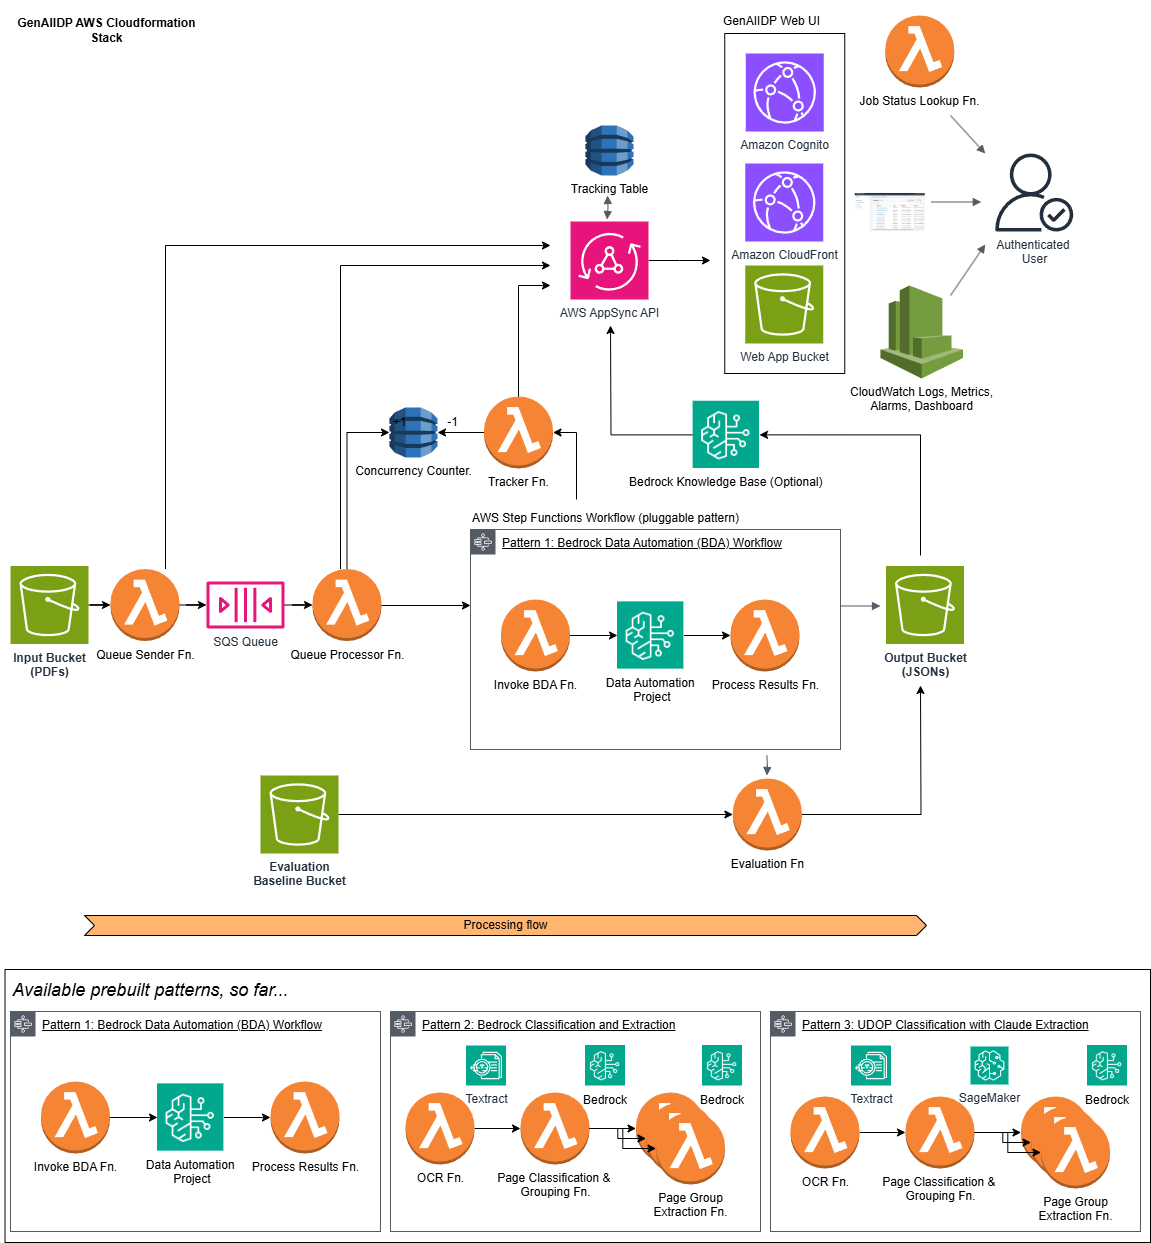 GenAIIDP AWS Cloudformation
Stack
GenAIIDP Web UI
Job Status Lookup Fn.
Amazon Cognito
Tracking Table
Amazon CloudFront
Authenticated
User
AWS AppSync API
Web App Bucket
CloudWatch Logs, Metrics,
Alarms, Dashboard
+1
-1
Concurrency Counter.
Tracker Fn.
Bedrock Knowledge Base (Optional)
AWS Step Functions Workflow (pluggable pattern)
Pattern 1: Bedrock Data Automation (BDA) Workflow
Input Bucket
(PDFs)
Queue Sender Fn.
SQS Queue
Queue Processor Fn.
Invoke BDA Fn.
Data Automation
Project
Process Results Fn.
Output Bucket
(JSONs)
Evaluation
Baseline Bucket
Evaluation Fn
Processing flow
Available prebuilt patterns, so far...
Pattern 1: Bedrock Data Automation (BDA) Workflow
Invoke BDA Fn.
Data Automation
Project
Process Results Fn.
Pattern 2: Bedrock Classification and Extraction
Textract
Bedrock
Bedrock
OCR Fn.
Page Classification &
Grouping Fn.
Page Group
Extraction Fn.
Pattern 3: UDOP Classification with Claude Extraction
Textract
SageMaker
Bedrock
OCR Fn.
Page Classification &
Grouping Fn.
Page Group
Extraction Fn.